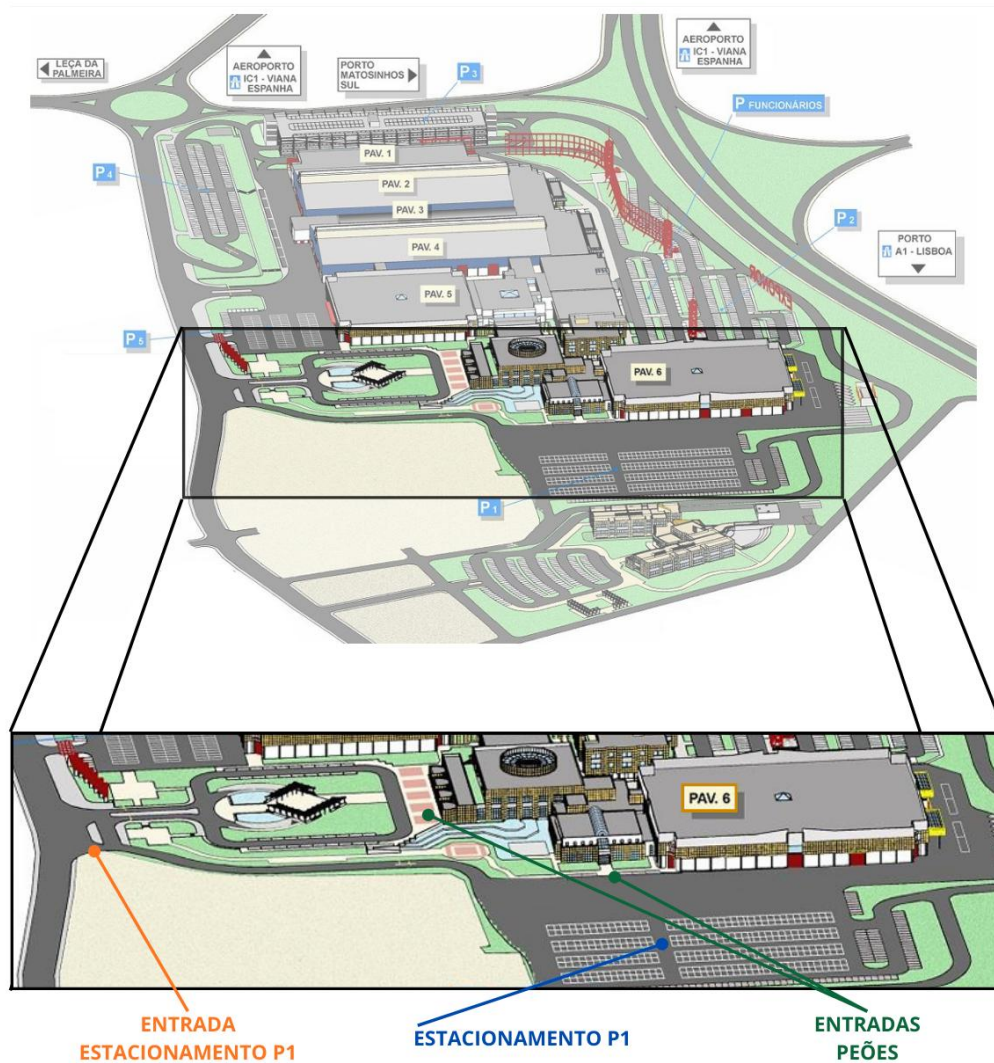 AEROPORTO
IC1 - VIANA
ESPANHA
LEÇA DA
PALMEIRA
AEROPORTO
IC1 - VIANA
ESPANHA
PORTO
MATOSINHOS
SUL
P3
P FUNCIONÁRIOS
PAV. 1
P4
PAV. 2
PAV. 3
P2
PAV. 4
PORTO
A1 - LISBOA
EXPONOR
PAV. 5
P5
PAV. 6
P1
PAV. 6
ENTRADA
ESTACIONAMENTO P1
ESTACIONAMENTO P1
ENTRADAS
PEÕES